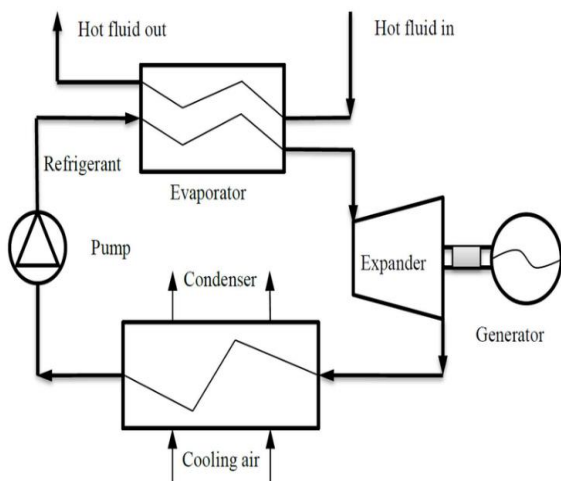 Hot fluid out
Hot fluid in
Refrigerant
Evaporator
Pump
Expander
Condenser
Generator
Cooling air